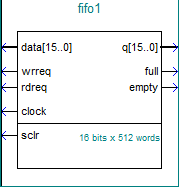 fifo1
data[15..0] q[15..0]
wrreq full
rdreq empty
clock
sclr
16 bits x 512 words